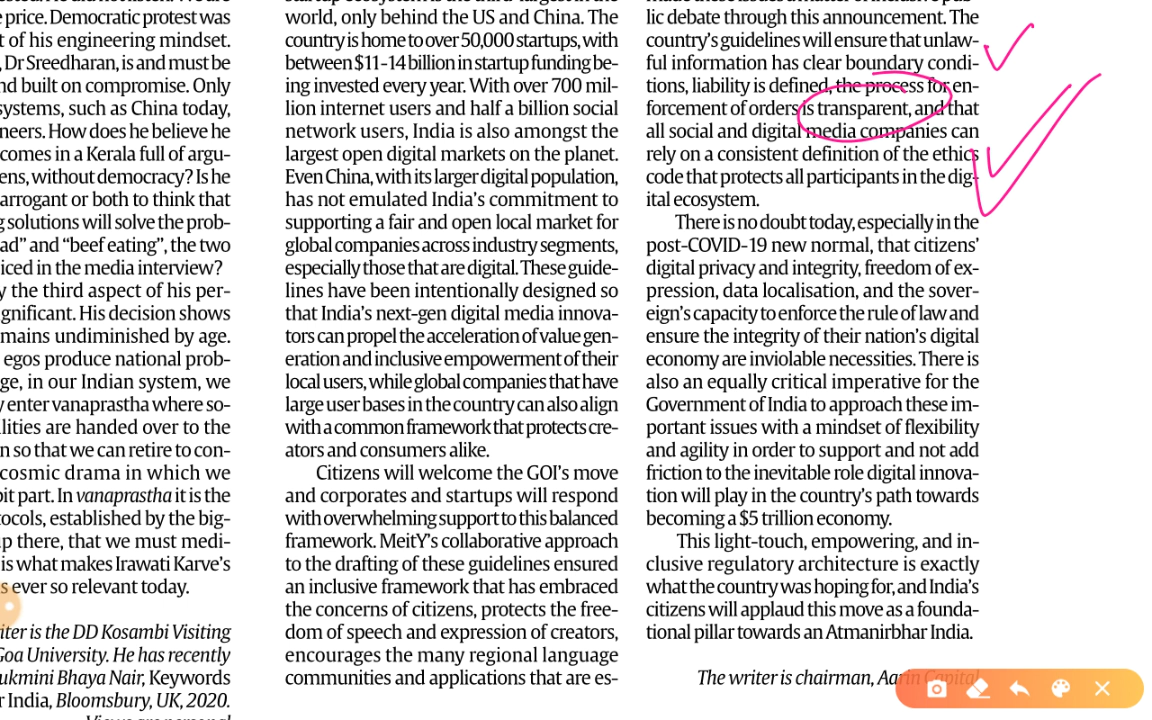 e price. Democratic protest was
t of his engineering mindset.
, Dr Sreedharan, is and must be
nd built on compromise. Only
systems, such as China today,
neers. How does he believe he
comes in a Kerala full of argu-
ens, without democracy? Is he
arrogant or both to think that
g solutions will solve the prob-
ad” and “beef eating”, the two
iced in the media interview?
y the third aspect of his per-
gnificant. His decision shows
mains undiminished by age.
egos produce national prob-
ge, in our Indian system, we
y enter vanaprastha where so-
lities are handed over to the
n so that we can retire to con-
cosmic drama in which we
bit part. In vanaprastha it is the
tocols, established by the big-
up there, that we must medi-
is what makes Irawati Karve’s
s ever so relevant today.
iter is the DD Kosambi Visiting
Goa University. He has recently
ukmini Bhaya Nair, Keywords
r India, Bloomsbury, UK, 2020.
Views are personal
world, only behind the US and China. The
country is home to over 50,000 startups, with
between $11-14 billion in startup funding be-
ing invested every year. With over 700 mil-
lion internet users and half a billion social
network users, India is also amongst the
largest open digital markets on the planet.
Even China, with its larger digital population,
has not emulated India’s commitment to
supporting a fair and open local market for
global companies across industry segments,
especially those that are digital. These guide-
lines have been intentionally designed so
that India’s next-gen digital media innova-
tors can propel the acceleration of value gen-
eration and inclusive empowerment of their
local users, while global companies that have
large user bases in the country can also align
with a common framework that protects cre-
ators and consumers alike.
Citizens will welcome the GOI’s move
and corporates and startups will respond
with overwhelming support to this balanced
framework. MeitY’s collaborative approach
to the drafting of these guidelines ensured
an inclusive framework that has embraced
the concerns of citizens, protects the free-
dom of speech and expression of creators,
encourages the many regional language
communities and applications that are es-
lic debate through this announcement. The
country’s guidelines will ensure that unlaw-
ful information has clear boundary condi-
tions, liability is defined, the process for en-
forcement of orders is transparent, and that
all social and digital media companies can
rely on a consistent definition of the ethics
code that protects all participants in the dig-
ital ecosystem.
There is no doubt today, especially in the
post-COVID-19 new normal, that citizens’
digital privacy and integrity, freedom of ex-
pression, data localisation, and the sover-
eign’s capacity to enforce the rule of law and
ensure the integrity of their nation’s digital
economy are inviolable necessities. There is
also an equally critical imperative for the
Government of India to approach these im-
portant issues with a mindset of flexibility
and agility in order to support and not add
friction to the inevitable role digital innova-
tion will play in the country’s path towards
becoming a $5 trillion economy.
This light-touch, empowering, and in-
clusive regulatory architecture is exactly
what the country was hoping for, and India’s
citizens will applaud this move as a founda-
tional pillar towards an Atmanirbhar India.
The writer is chairman, Aarin Capital